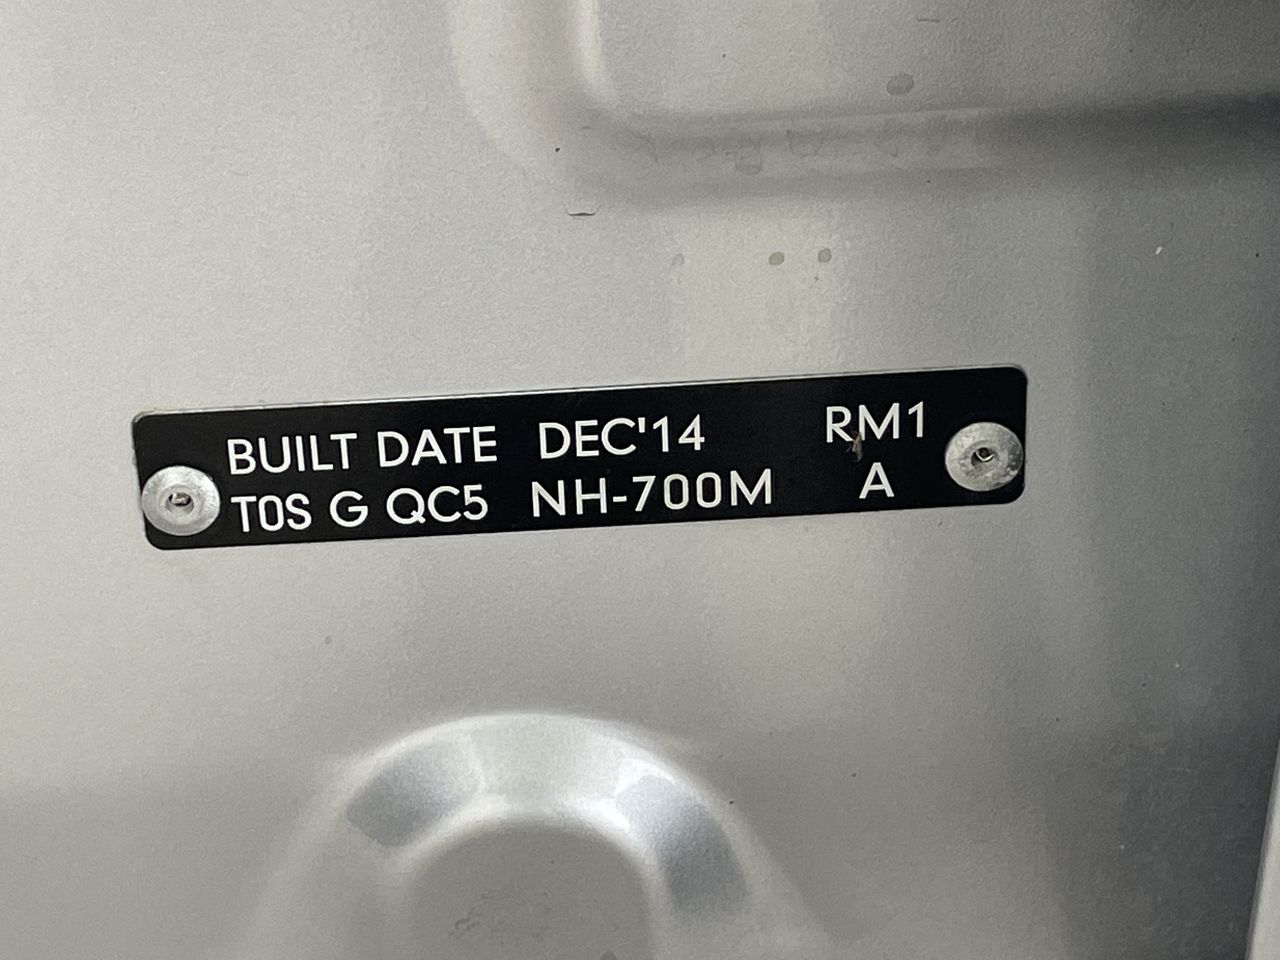 BUILT DATE DEC'14 RM1
T0S G QC5 NH-700M A